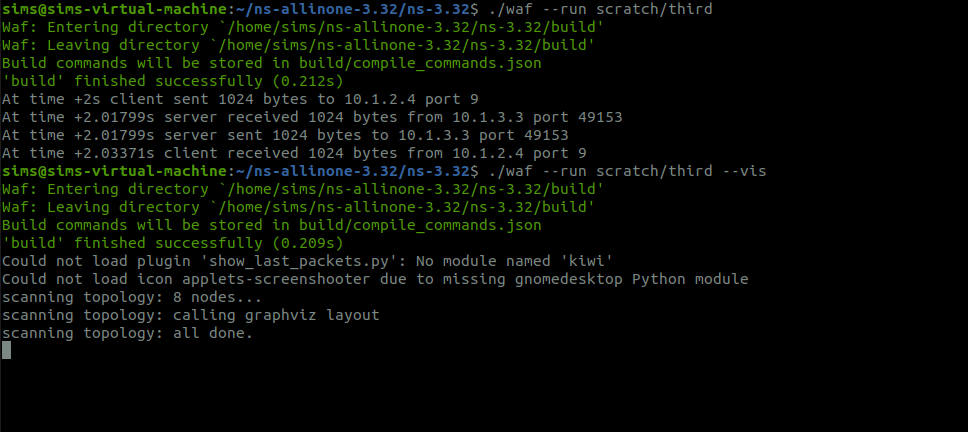 sims@sims-virtual-machine:~/ns-allinone-3.32/ns-3.32$ ./waf --run scratch/third
Waf: Entering directory `/home/sims/ns-allinone-3.32/ns-3.32/build'
Waf: Leaving directory `/home/sims/ns-allinone-3.32/ns-3.32/build'
Build commands will be stored in build/compile_commands.json
'build' finished successfully (0.212s)
At time +2s client sent 1024 bytes to 10.1.2.4 port 9
At time +2.01799s server received 1024 bytes from 10.1.3.3 port 49153
At time +2.01799s server sent 1024 bytes to 10.1.3.3 port 49153
At time +2.03371s client received 1024 bytes from 10.1.2.4 port 9
sims@sims-virtual-machine:~/ns-allinone-3.32/ns-3.32$ ./waf --run scratch/third --vis
Waf: Entering directory `/home/sims/ns-allinone-3.32/ns-3.32/build'
Waf: Leaving directory `/home/sims/ns-allinone-3.32/ns-3.32/build'
Build commands will be stored in build/compile_commands.json
'build' finished successfully (0.209s)
Could not load plugin 'show_last_packets.py': No module named 'kiwi'
Could not load icon applets-screenshooter due to missing gnomedesktop Python module
scanning topology: 8 nodes...
scanning topology: calling graphviz layout
scanning topology: all done.